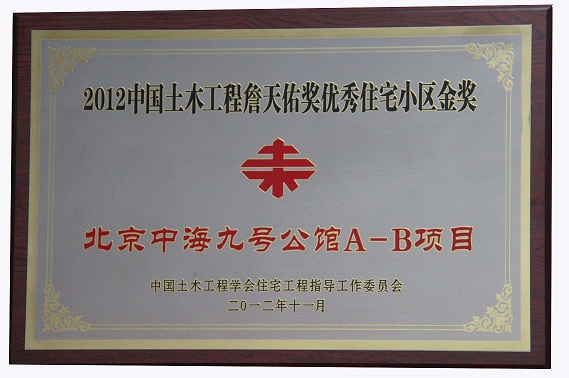 2012中国土木工程詹天佑奖优秀住宅小区金奖
北京中海九号公馆A-B项目
中国土木工程学会住宅工程指导工作委员会
二〇一二年十一月